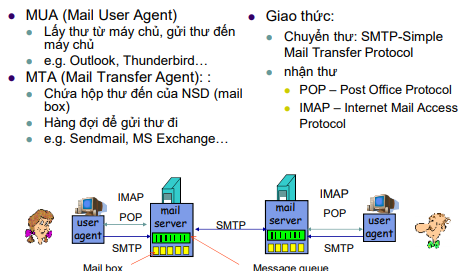 MUA (Mail User Agent)
Lấy thư từ máy chủ, gửi thư đến
máy chủ
e.g. Outlook, Thunderbird…
MTA (Mail Transfer Agent): :
Chứa hộp thư đến của NSD (mail
box)
Hàng đợi để gửi thư đi
e.g. Sendmail, MS Exchange…
Giao thức:
Chuyển thư: SMTP-Simple
Mail Transfer Protocol
nhận thư
POP – Post Office Protocol
IMAP – Internet Mail Access
Protocol
user
agent
IMAP
POP
SMTP
mail
server
SMTP
mail
server
IMAP
POP
SMTP
user
agent
Mail box
Message queue